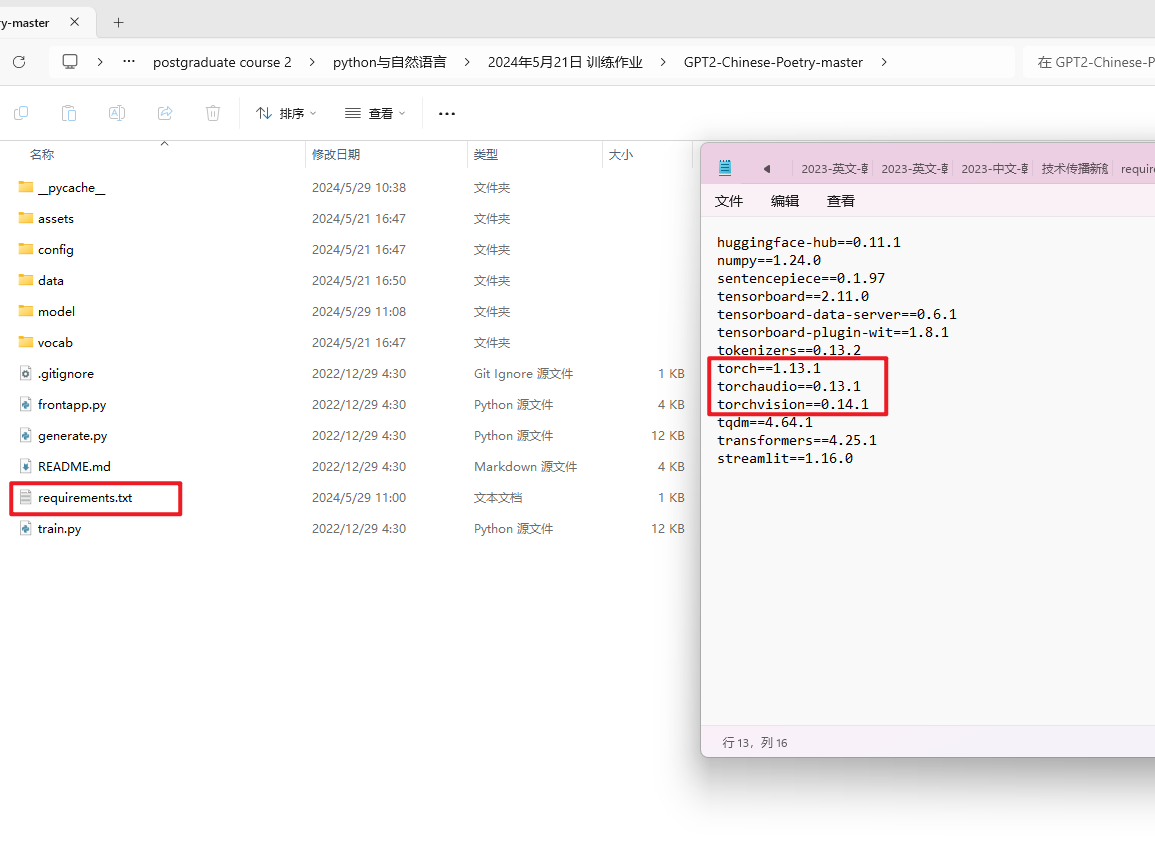 y-master
postgraduate course 2 > python与自然语言 > 2024年5月21日 训练作业 > GPT2-Chinese-Poetry-master >
在 GPT2-Chinese-P
排序 查看
名称 修改日期 类型 大小
__pycache__ 2024/5/29 10:38 文件夹
assets 2024/5/21 16:47 文件夹
config 2024/5/21 16:47 文件夹
data 2024/5/21 16:50 文件夹
model 2024/5/29 11:08 文件夹
vocab 2024/5/21 16:47 文件夹
.gitignore 2022/12/29 4:30 Git Ignore 源文件 1 KB
frontapp.py 2022/12/29 4:30 Python 源文件 4 KB
generate.py 2022/12/29 4:30 Python 源文件 12 KB
README.md 2022/12/29 4:30 Markdown 源文件 4 KB
requirements.txt 2024/5/29 11:00 文本文档 1 KB
train.py 2022/12/29 4:30 Python 源文件 12 KB
2023-英文- 2023-英文- 2023-中文- 技术传播新 require
文件 编辑 查看
huggingface-hub==0.11.1
numpy==1.24.0
sentencepiece==0.1.97
tensorboard==2.11.0
tensorboard-data-server==0.6.1
tensorboard-plugin-wit==1.8.1
tokenizers==0.13.2
torch==1.13.1
torchaudio==0.13.1
torchvision==0.14.1
tqdm==4.64.1
transformers==4.25.1
streamlit==1.16.0
行 13，列 16